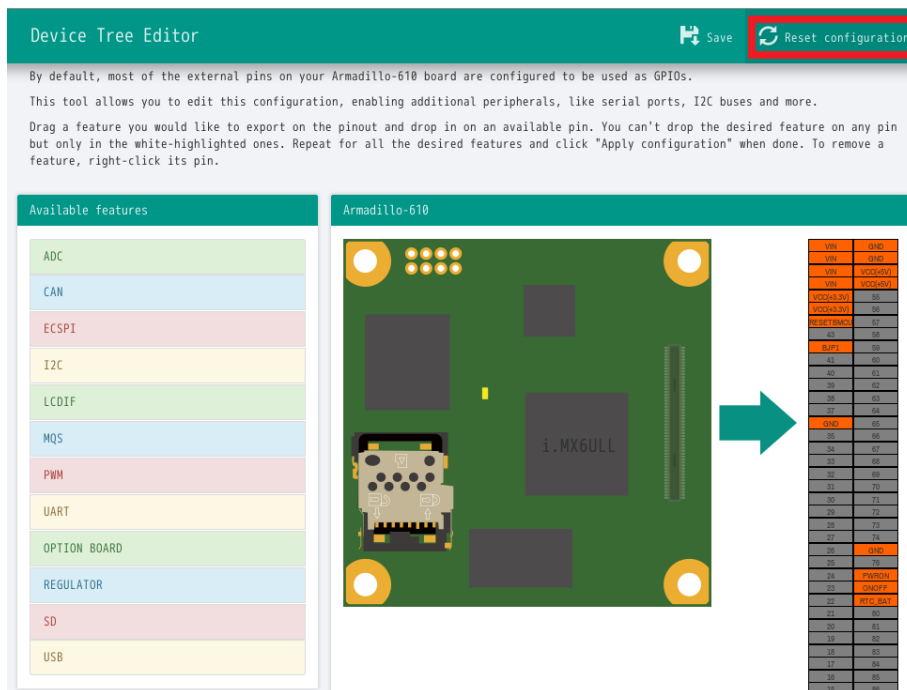 Device Tree Editor
Save
Reset configuration
By default, most of the external pins on your Armadillo-610 board are configured to be used as GPIOs.
This tool allows you to edit this configuration, enabling additional peripherals, like serial ports, I2C buses and more.
Drag a feature you would like to export on the pinout and drop in on an available pin. You can't drop the desired feature on any pin
but only in the white-highlighted ones. Repeat for all the desired features and click "Apply configuration" when done. To remove a
feature, right-click its pin.
Available features
ADC
CAN
ECSPI
I2C
LCDIF
MQS
PWM
UART
OPTION BOARD
REGULATOR
SD
USB
Armadillo-610
i.MX6ULL
VIN GND
VIN GND
VIN VCC(+5V)
VIN VCC(+5V)
VCC(+3.3V) 55
VCC(+3.3V) 56
57
43 58
BJP1 59
41 60
40 61
39 62
38 63
37 64
GND 65
35 66
34 67
33 68
32 69
31 70
30 71
29 72
28 73
27 74
26 GND
25 76
24 PWRON
23 ONOFF
22 RTC_BAT
21 80
20 81
19 82
18 83
17 84
16 85